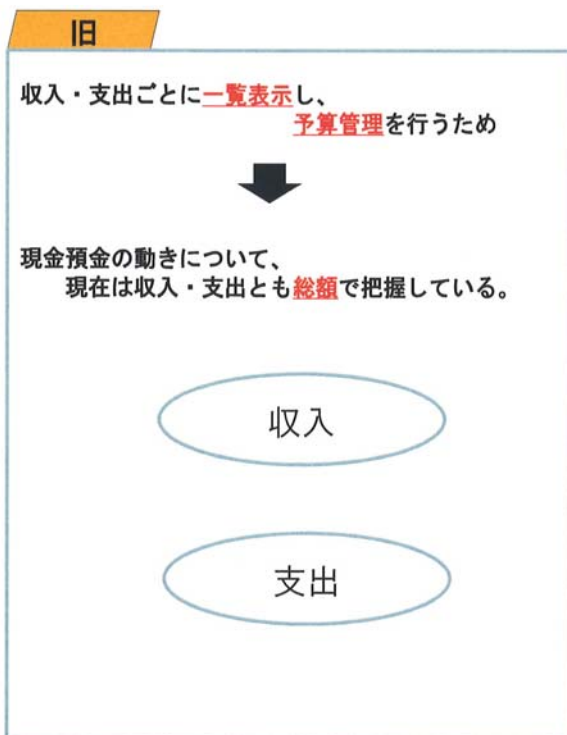 旧
収入・支出ごとに一覧表示し、
予算管理を行うため
現金預金の動きについて、
現在は収入・支出とも総額で把握している。
収入
支出